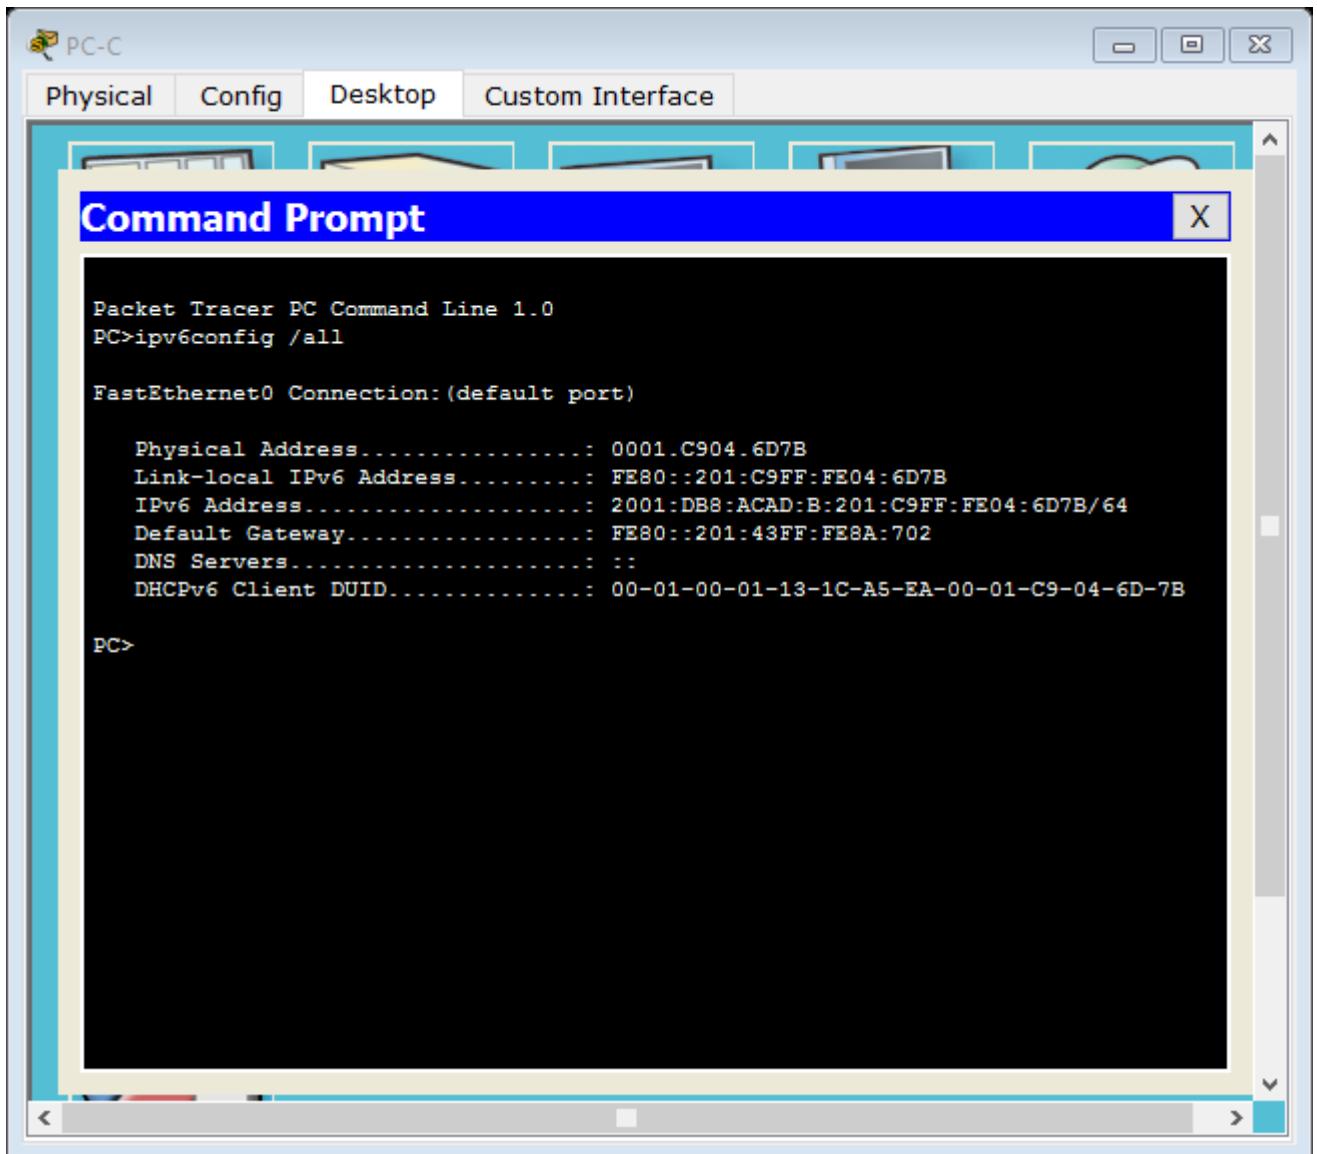 PC-C
Physical Config Desktop Custom Interface
Command Prompt X
Packet Tracer PC Command Line 1.0
PC>ipv6config /all
FastEthernet0 Connection:(default port)
Physical Address................: 0001.C904.6D7B
Link-local IPv6 Address.........: FE80::201:C9FF:FE04:6D7B
IPv6 Address....................: 2001:DB8:ACAD:B:201:C9FF:FE04:6D7B/64
Default Gateway.................: FE80::201:43FF:FE8A:702
DNS Servers.....................: ::
DHCPv6 Client DUID..............: 00-01-00-01-13-1C-A5-EA-00-01-C9-04-6D-7B
PC>